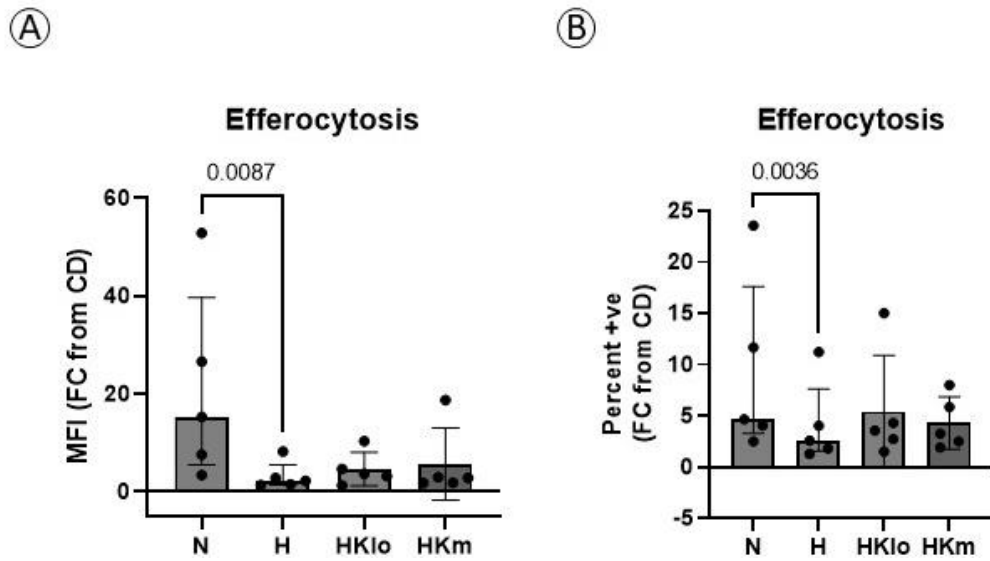 A
Efferocytosis
0.0087
MFI (FC from CD)
60
40
20
0
N H HKlo HKm
B
Efferocytosis
0.0036
Percent +ve
(FC from CD)
25
20
15
10
5
0
-5
N H HKlo HKm